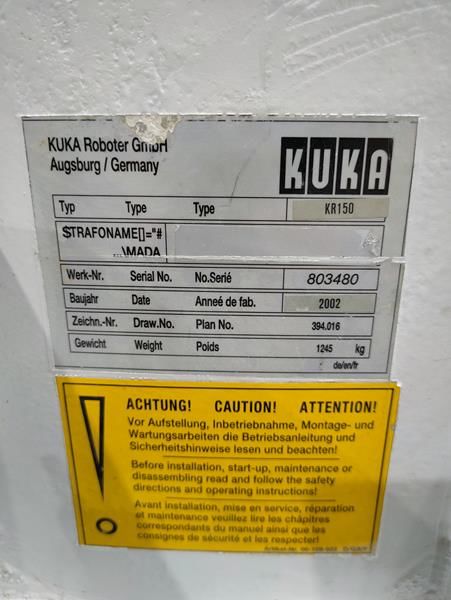 KUKA Roboter GmbH
Augsburg / Germany
KUKA
Typ Type Type KR150
$TRAFONAME[]="#
..\MADA
Werk-Nr. Serial No. No.Serié 803480
Baujahr Date Anneé de fab. 2002
Zeichn.-Nr. Draw.No. Plan No. 394.016
Gewicht Weight Poids 1245 kg
de/en/fr
ACHTUNG! CAUTION! ATTENTION!
Vor Aufstellung, Inbetriebnahme, Montage- und
Wartungsarbeiten die Betriebsanleitung und
Sicherheitshinweise lesen und beachten!
Before installation, start-up, maintenance or
disassembling read and follow the safety
directions and operating instructions!
Avant installation, mise en service, réparation
et maintenance veuillez lire les châpitres
correspondants du manuel ainsi que les
consignes de sécurité et les respecter!
Artikel-Nr.